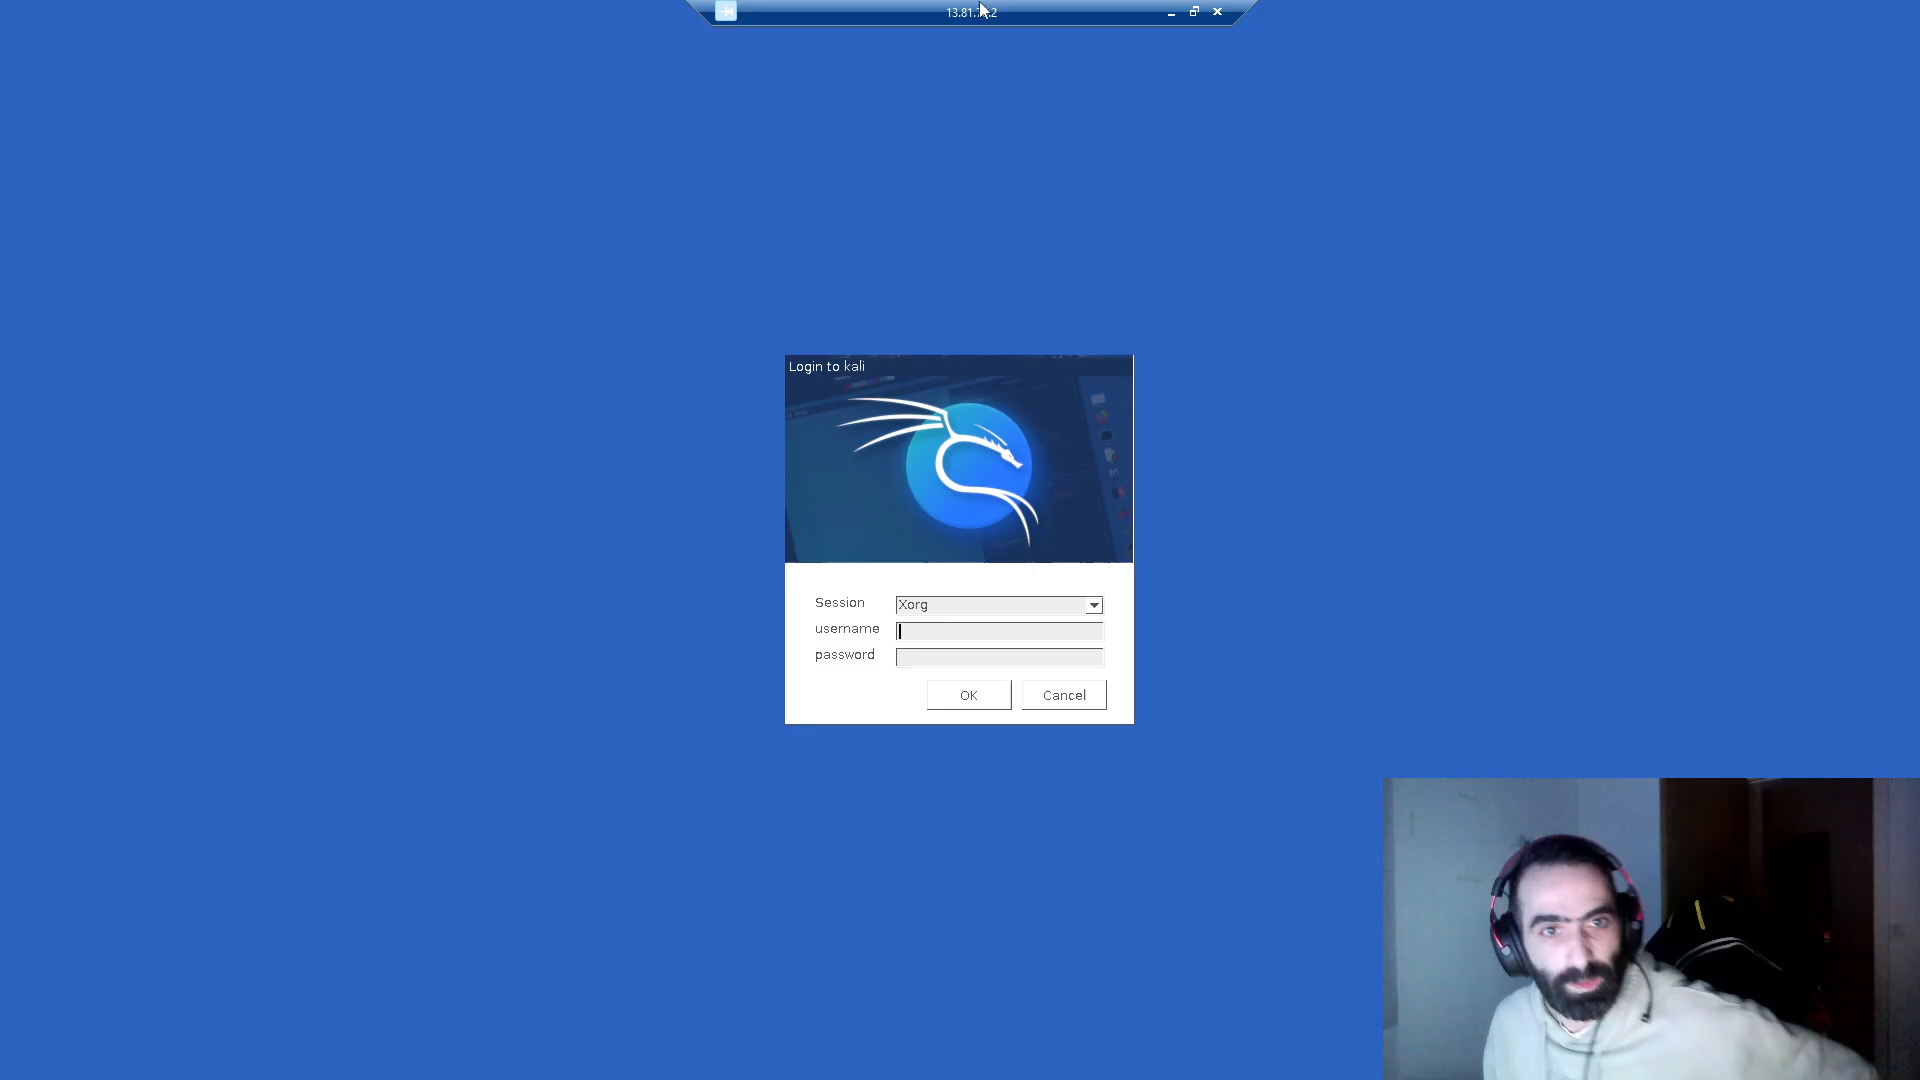 Login to kali
Session
Xorg
username
password
OK
Cancel